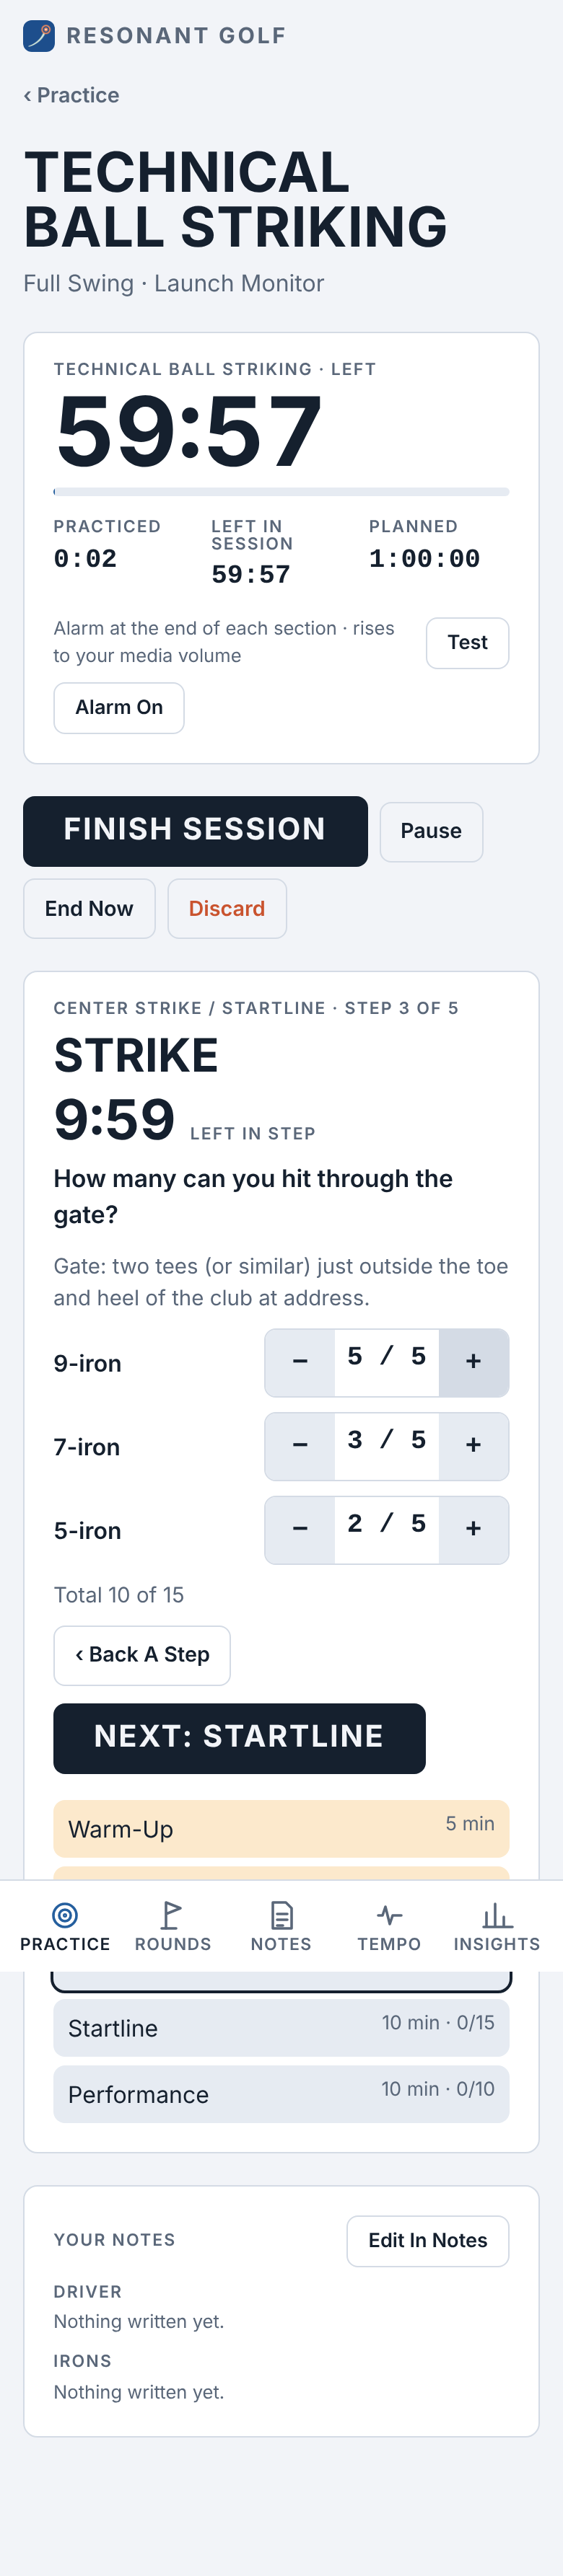 RESONANT GOLF
‹ Practice
TECHNICAL
BALL STRIKING
Full Swing · Launch Monitor
TECHNICAL BALL STRIKING · LEFT
59:57
PRACTICED
0:02
LEFT IN
SESSION
59:57
PLANNED
1:00:00
Alarm at the end of each section · rises
to your media volume
Test
Alarm On
FINISH SESSION
Pause
End Now
Discard
CENTER STRIKE / STARTLINE · STEP 3 OF 5
STRIKE
9:59 LEFT IN STEP
How many can you hit through the
gate?
Gate: two tees (or similar) just outside the toe
and heel of the club at address.
9-iron − 5 / 5 +
7-iron − 3 / 5 +
5-iron − 2 / 5 +
Total 10 of 15
‹ Back A Step
NEXT: STARTLINE
Warm-Up 5 min
PRACTICE ROUNDS NOTES TEMPO INSIGHTS
Startline 10 min · 0/15
Performance 10 min · 0/10
YOUR NOTES
Edit In Notes
DRIVER
Nothing written yet.
IRONS
Nothing written yet.